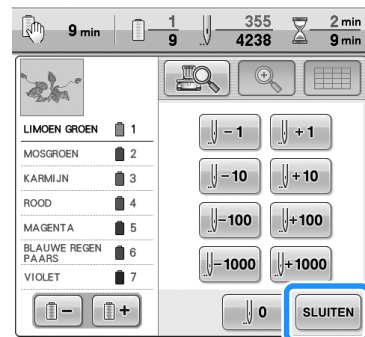 9 min
1
9
355
4238
2 min
9 min
LIMOEN GROEN 1
MOSGROEN 2
KARMIJN 3
ROOD 4
MAGENTA 5
BLAUWE REGEN
PAARS 6
VIOLET 7
-1
+1
-10
+10
-100
+100
-1000
+1000
-
+
0
SLUITEN